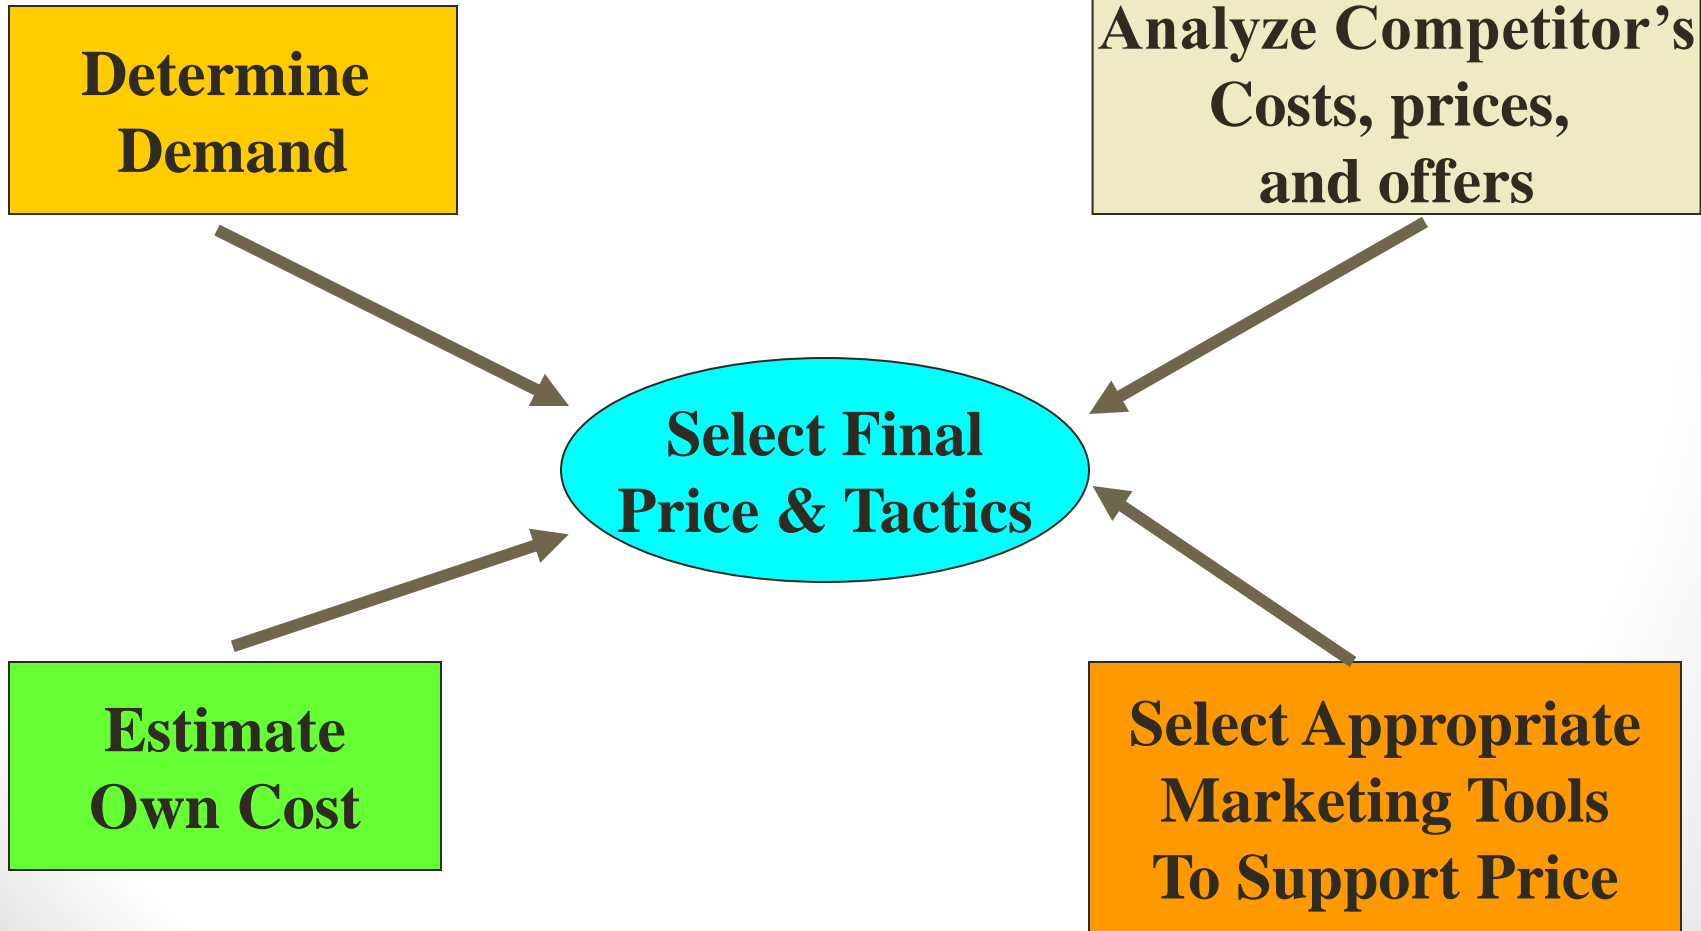 Determine
Demand
Analyze Competitor’s
Costs, prices,
and offers
Select Final
Price & Tactics
Estimate
Own Cost
Select Appropriate
Marketing Tools
To Support Price